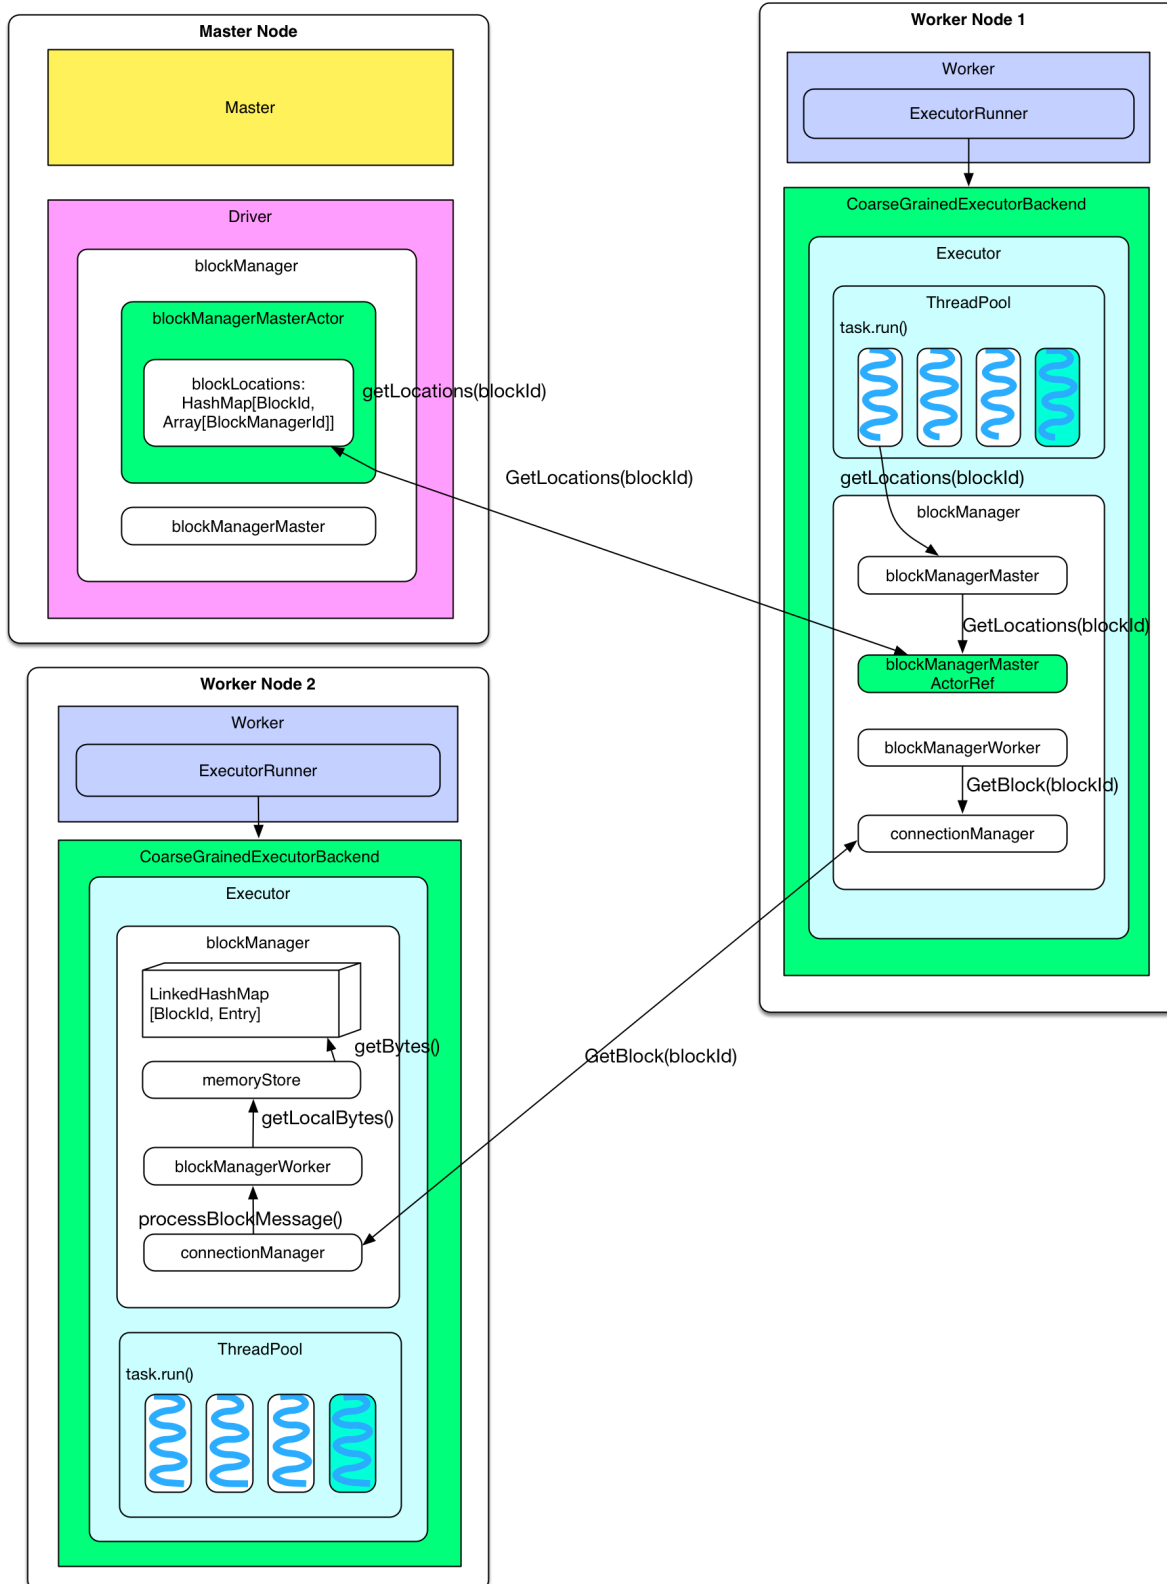 Master Node
Master
Driver
blockManager
blockManagerMasterActor
blockLocations:
HashMap[BlockId,
Array[BlockManagerId]]
getLocations(blockId)
blockManagerMaster
GetLocations(blockId)
Worker Node 1
Worker
ExecutorRunner
CoarseGrainedExecutorBackend
Executor
ThreadPool
task.run()
getLocations(blockId)
blockManager
blockManagerMaster
GetLocations(blockId)
blockManagerMaster
ActorRef
blockManagerWorker
GetBlock(blockId)
connectionManager
Worker Node 2
Worker
ExecutorRunner
CoarseGrainedExecutorBackend
Executor
blockManager
LinkedHashMap
[BlockId, Entry]
getBytes()
memoryStore
getLocalBytes()
blockManagerWorker
processBlockMessage()
connectionManager
GetBlock(blockId)
ThreadPool
task.run()